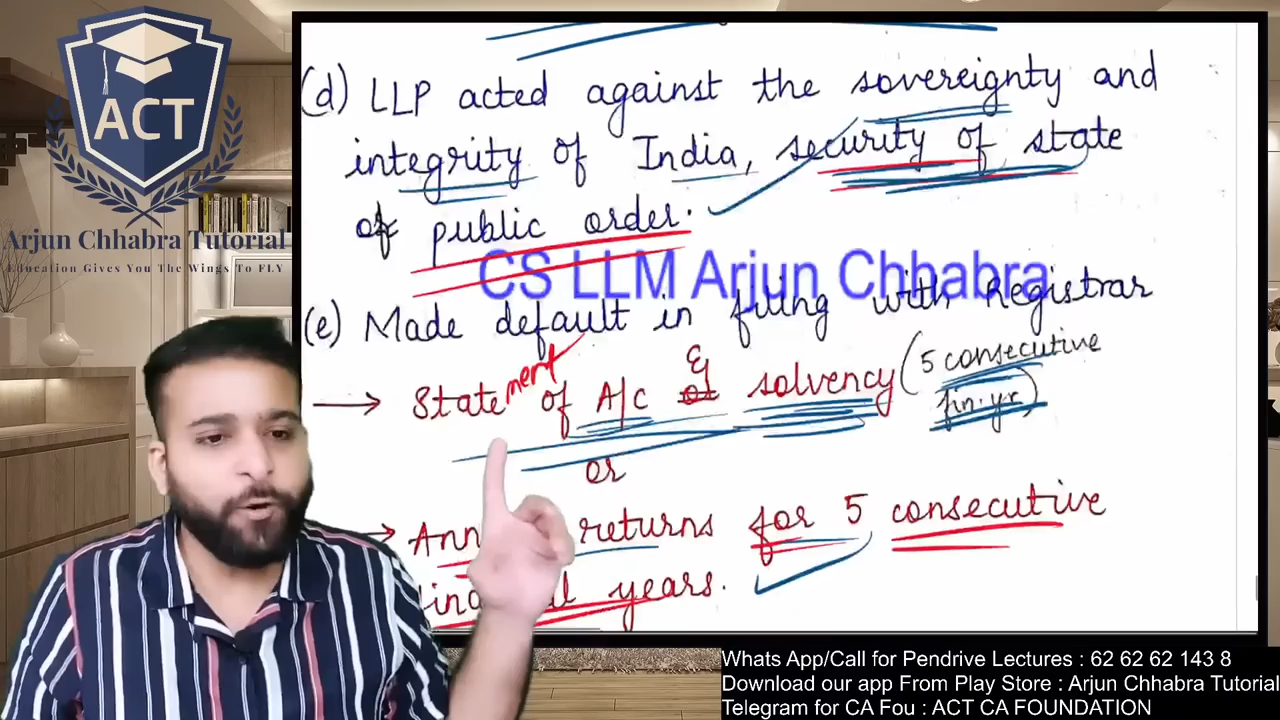 ACT
Arjun Chhabra Tutorial
Education Gives You The Wings To FLY
(d) LLP acted against the sovereignty and
integrity of India, security of state
of public order.
CS LLM Arjun Chhabra
(e) Made default in filing with Registrar
→ Statement of A/c & solvency (5 consecutive
fin. yr.)
or
→ Ann returns for 5 consecutive
years.
Whats App/Call for Pendrive Lectures : 62 62 62 143 8
Download our app From Play Store : Arjun Chhabra Tutorial
Telegram for CA Fou : ACT CA FOUNDATION